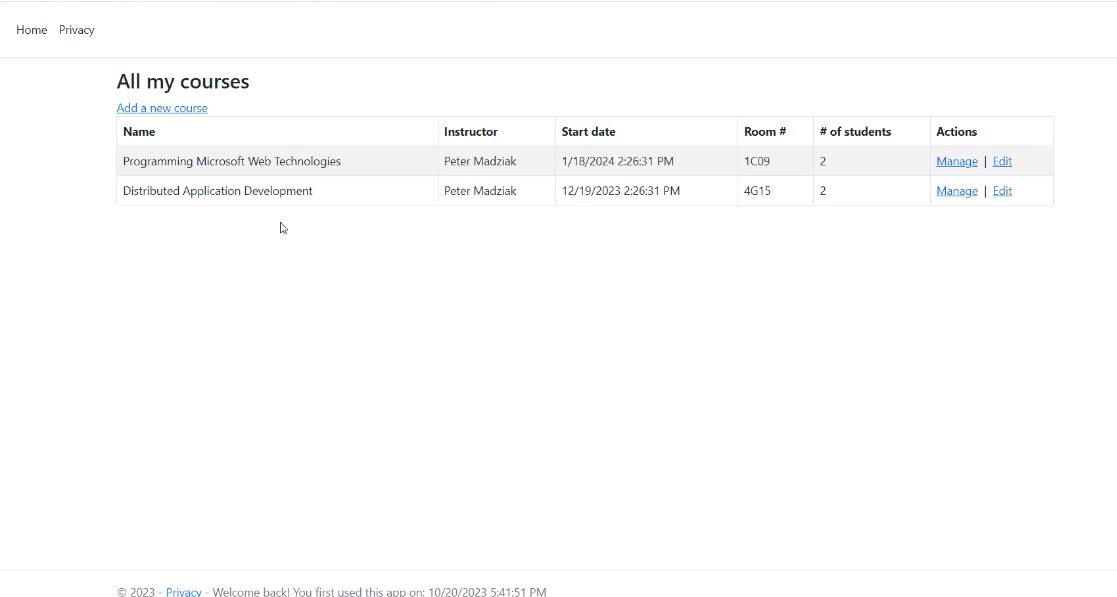 Home Privacy
All my courses
Add a new course
Name Instructor Start date Room # # of students Actions
Programming Microsoft Web Technologies Peter Madziak 1/18/2024 2:26:31 PM 1C09 2 Manage | Edit
Distributed Application Development Peter Madziak 12/19/2023 2:26:31 PM 4G15 2 Manage | Edit
© 2023 - Privacy - Welcome back! You first used this app on: 10/20/2023 5:41:51 PM